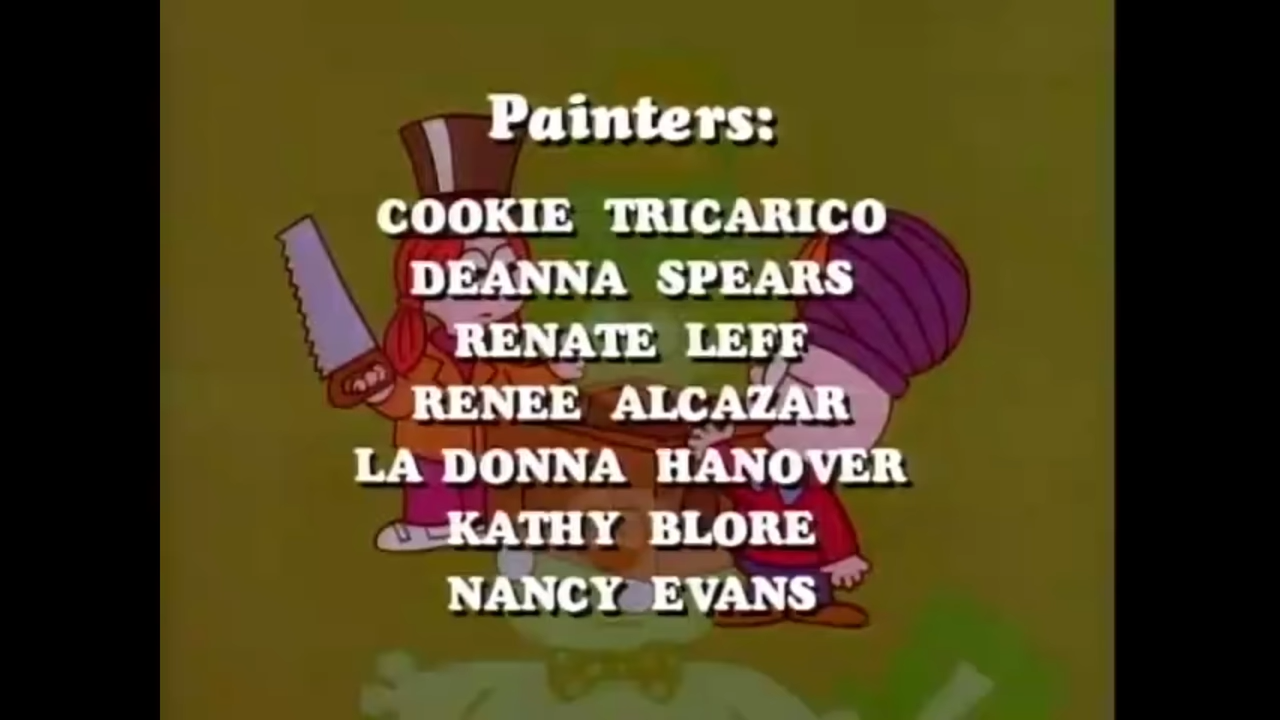 Painters:
COOKIE TRICARICO
DEANNA SPEARS
RENATE LEFF
RENEE ALCAZAR
LA DONNA HANOVER
KATHY BLORE
NANCY EVANS